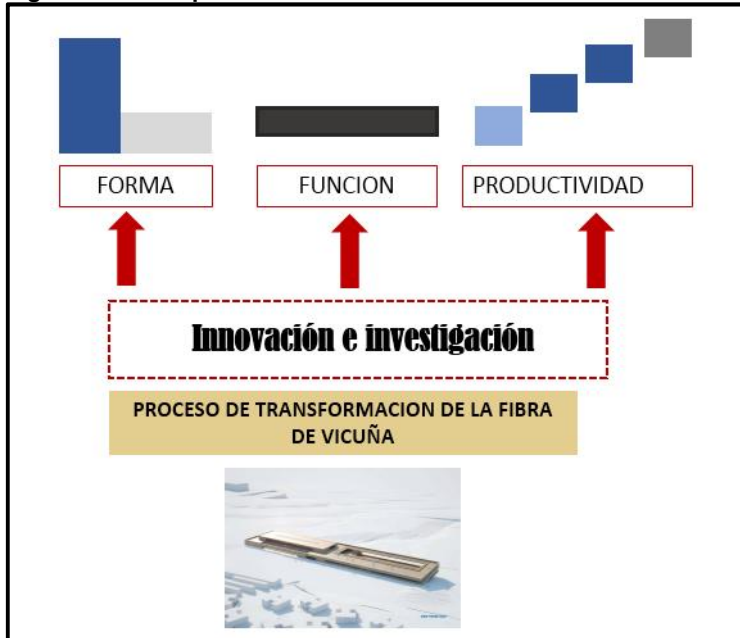 FORMA
FUNCION
PRODUCTIVIDAD
Innovación e investigación
PROCESO DE TRANSFORMACION DE LA FIBRA
DE VICUÑA